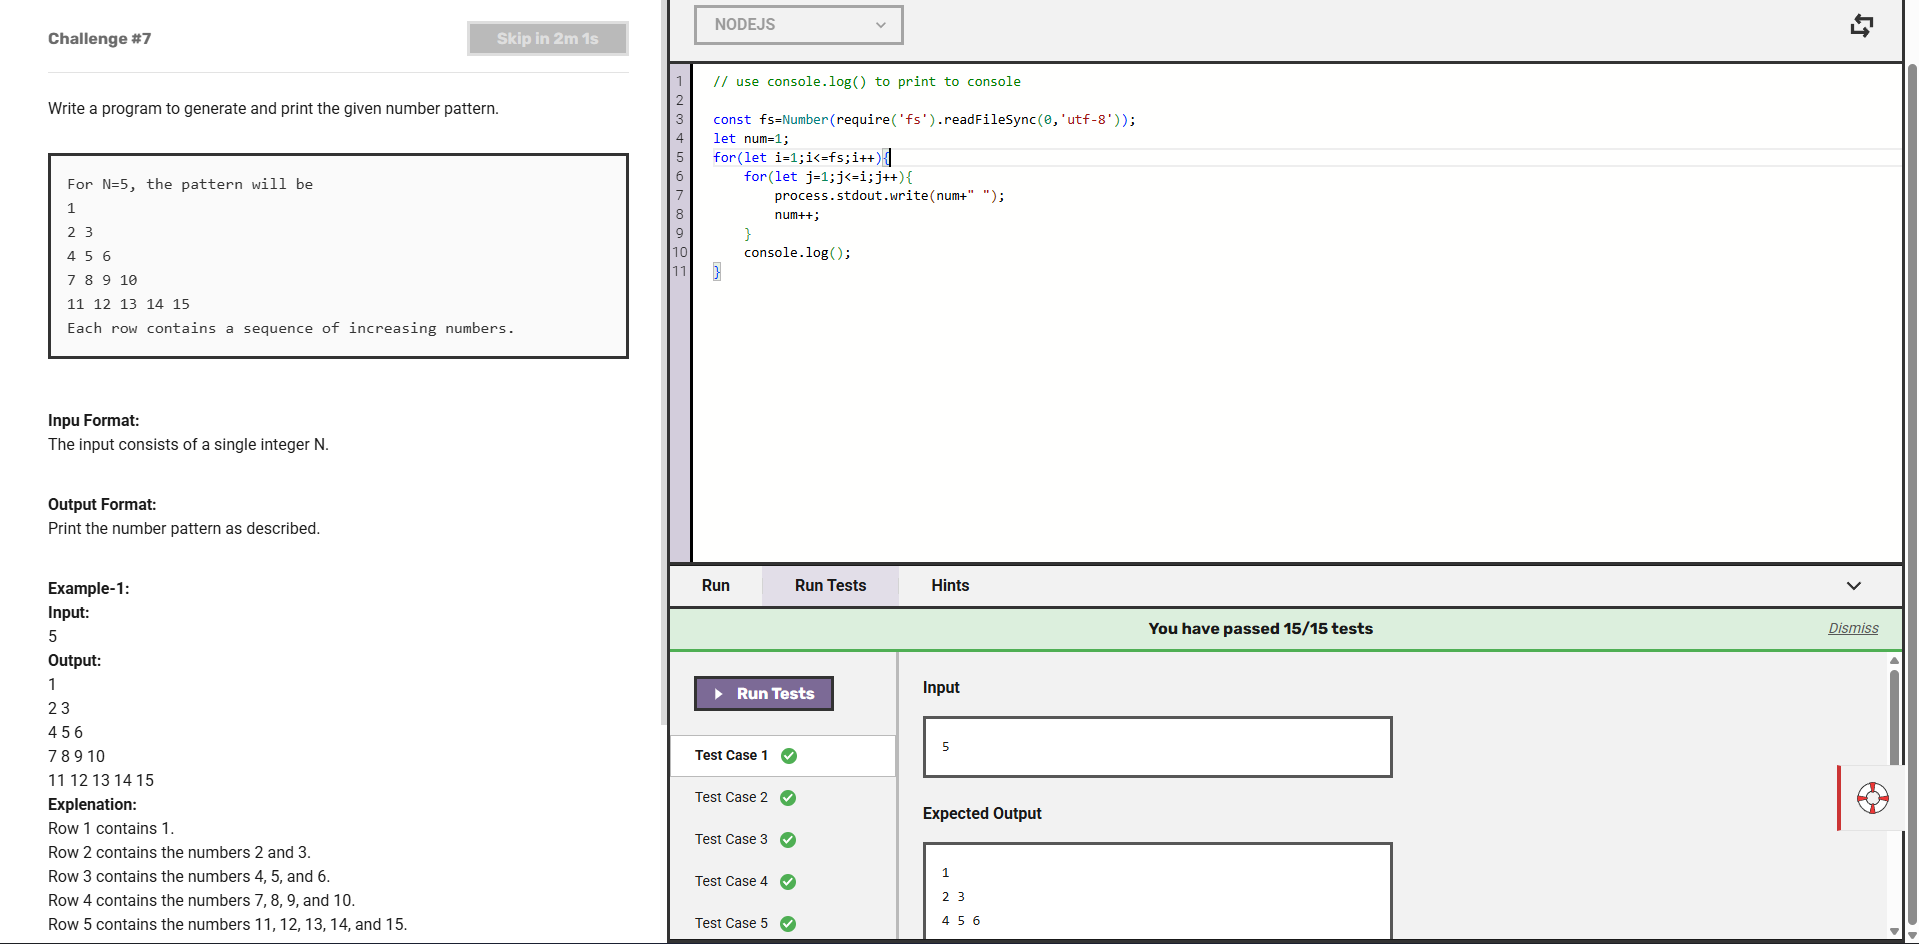 Challenge #7
Skip in 2m 1s
Write a program to generate and print the given number pattern.
For N=5, the pattern will be
1
2 3
4 5 6
7 8 9 10
11 12 13 14 15
Each row contains a sequence of increasing numbers.
Inpu Format:
The input consists of a single integer N.
Output Format:
Print the number pattern as described.
Example-1:
Input:
5
Output:
1
2 3
4 5 6
7 8 9 10
11 12 13 14 15
Explenation:
Row 1 contains 1.
Row 2 contains the numbers 2 and 3.
Row 3 contains the numbers 4, 5, and 6.
Row 4 contains the numbers 7, 8, 9, and 10.
Row 5 contains the numbers 11, 12, 13, 14, and 15.
NODEJS
1 // use console.log() to print to console
2
3 const fs=Number(require('fs').readFileSync(0,'utf-8'));
4 let num=1;
5 for(let i=1;i<=fs;i++){
6     for(let j=1;j<=i;j++){
7         process.stdout.write(num+" ");
8         num++;
9     }
10     console.log();
11 }
Run Run Tests Hints
You have passed 15/15 tests Dismiss
Run Tests
Test Case 1
Test Case 2
Test Case 3
Test Case 4
Test Case 5
Input
5
Expected Output
1
2 3
4 5 6